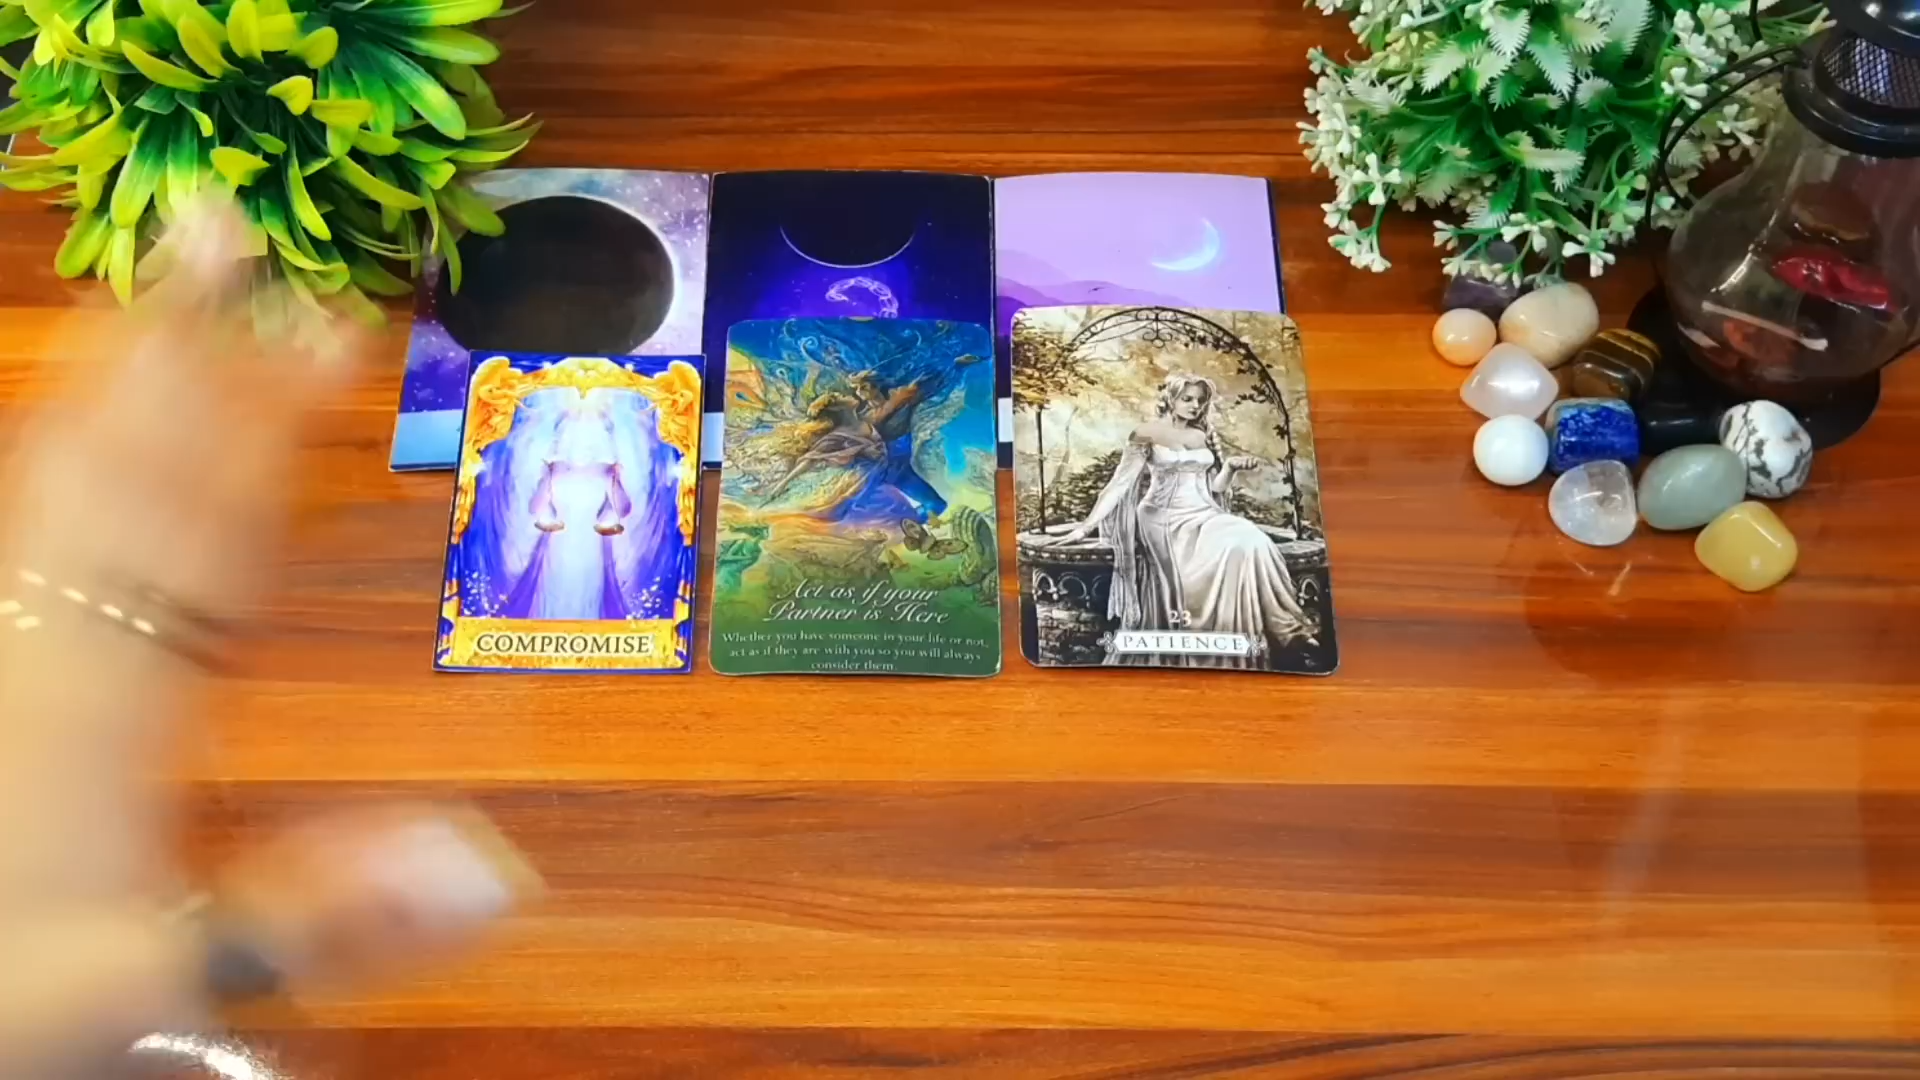 COMPROMISE
Act as if your
Partner is Here
Whether you have someone in your life or not,
act as if they are with you so you will always
consider them.
23
PATIENCE